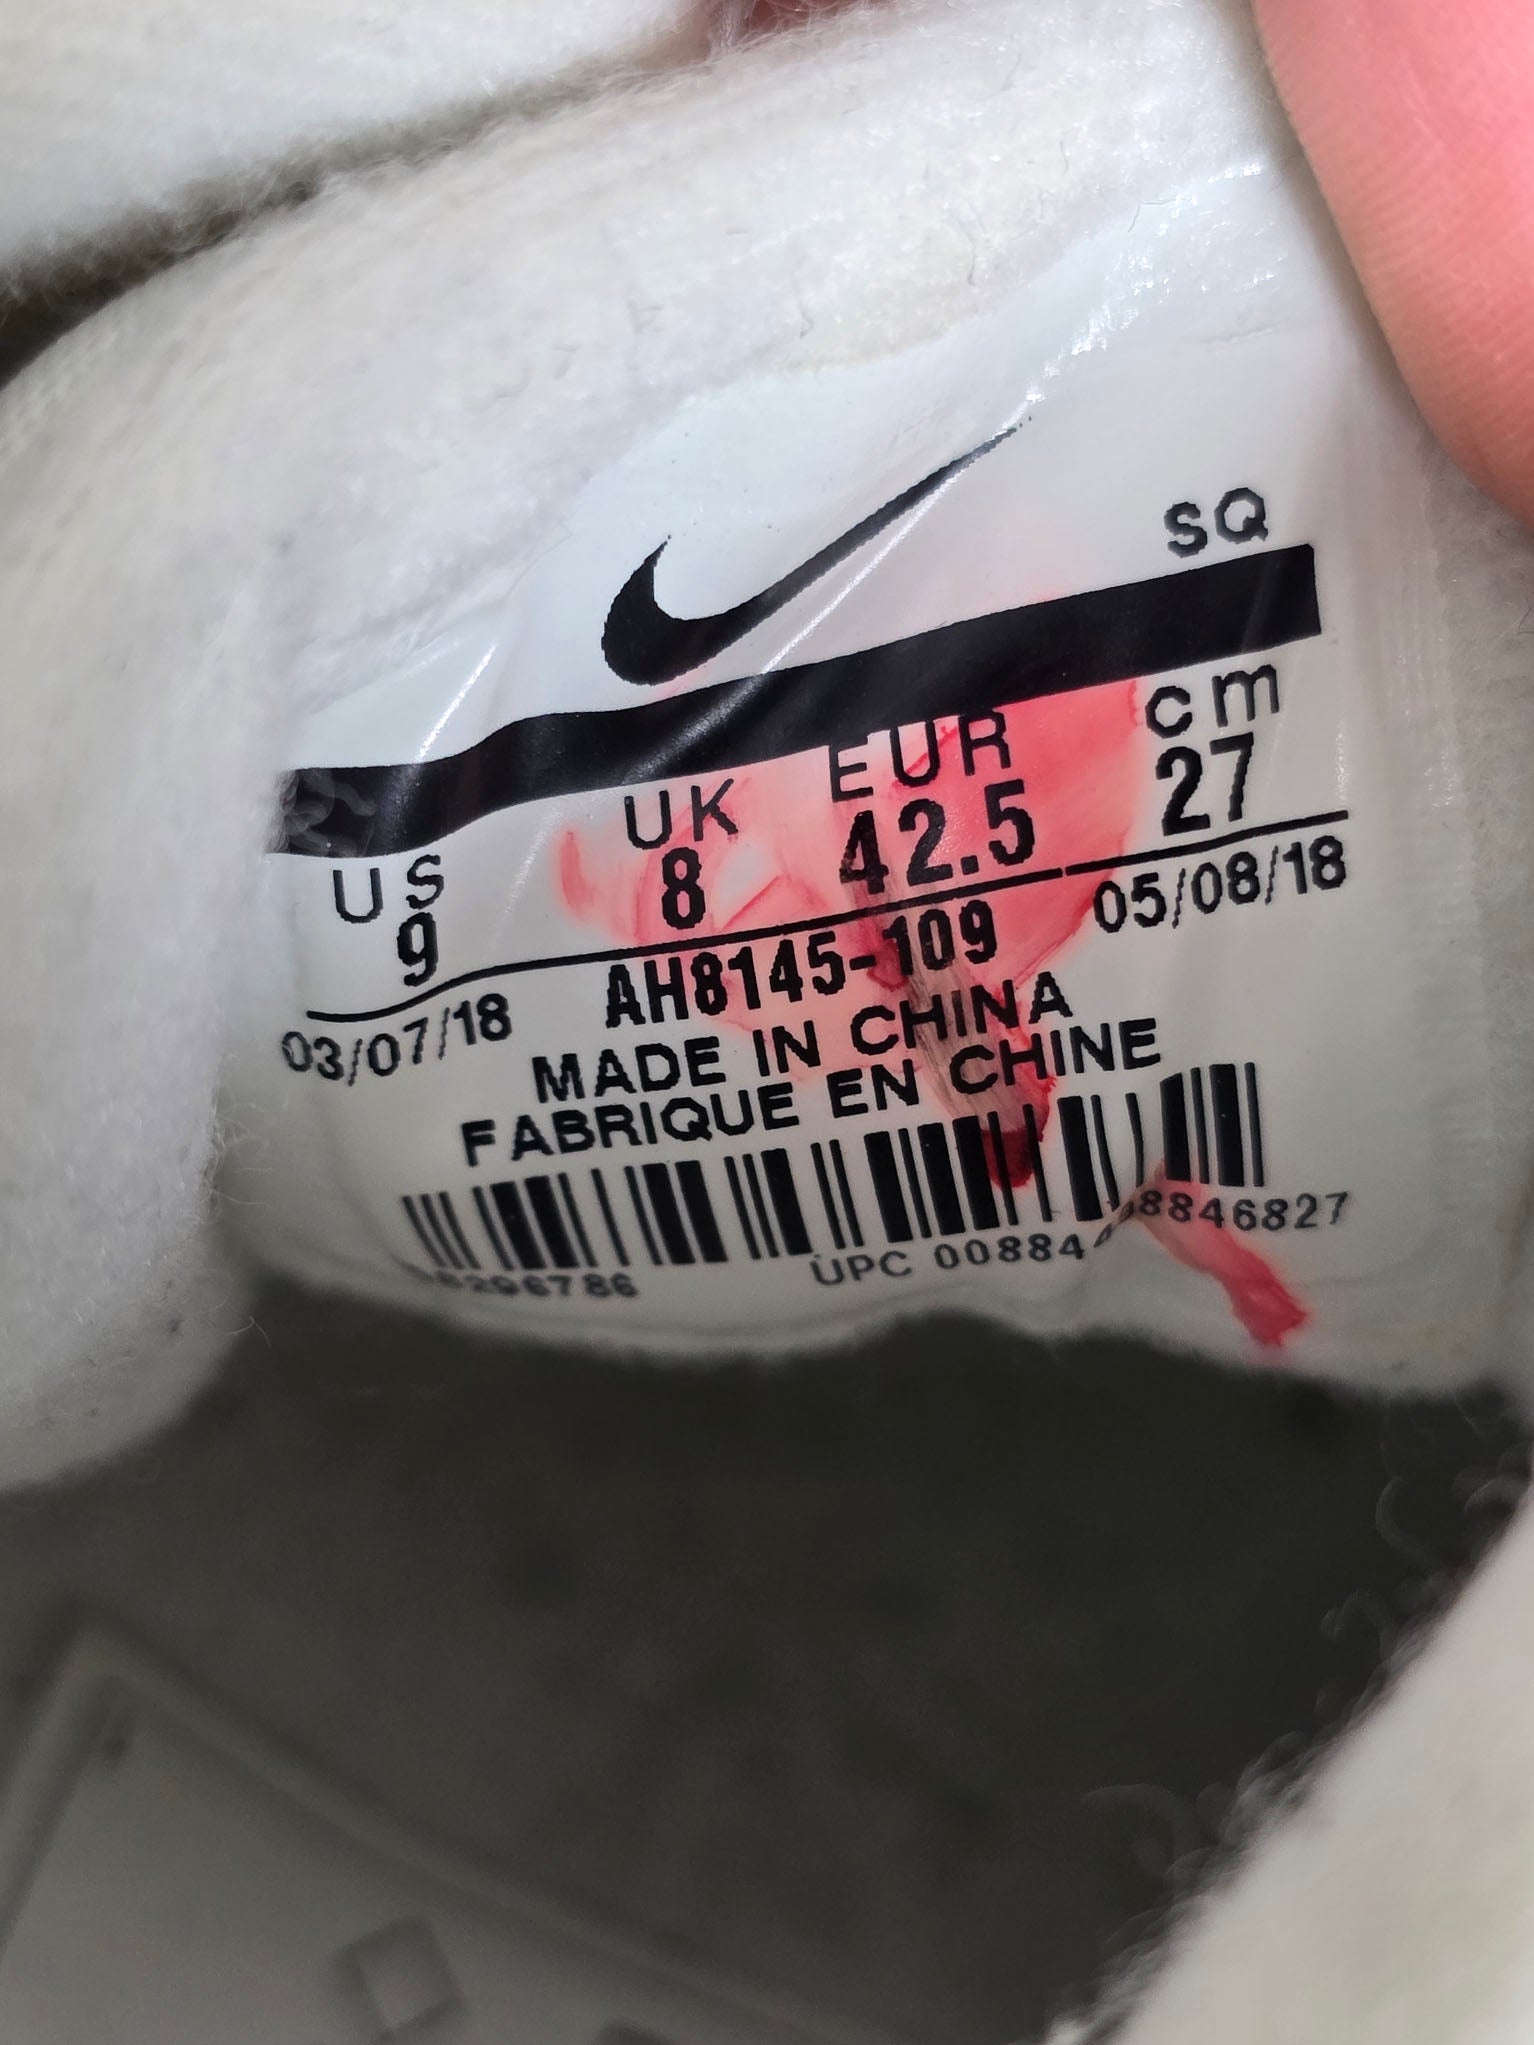 SQ
US UK EUR cm
9 8 42.5 27
03/07/18 AH8145-109 05/08/18
MADE IN CHINA
FABRIQUE EN CHINE
UPC